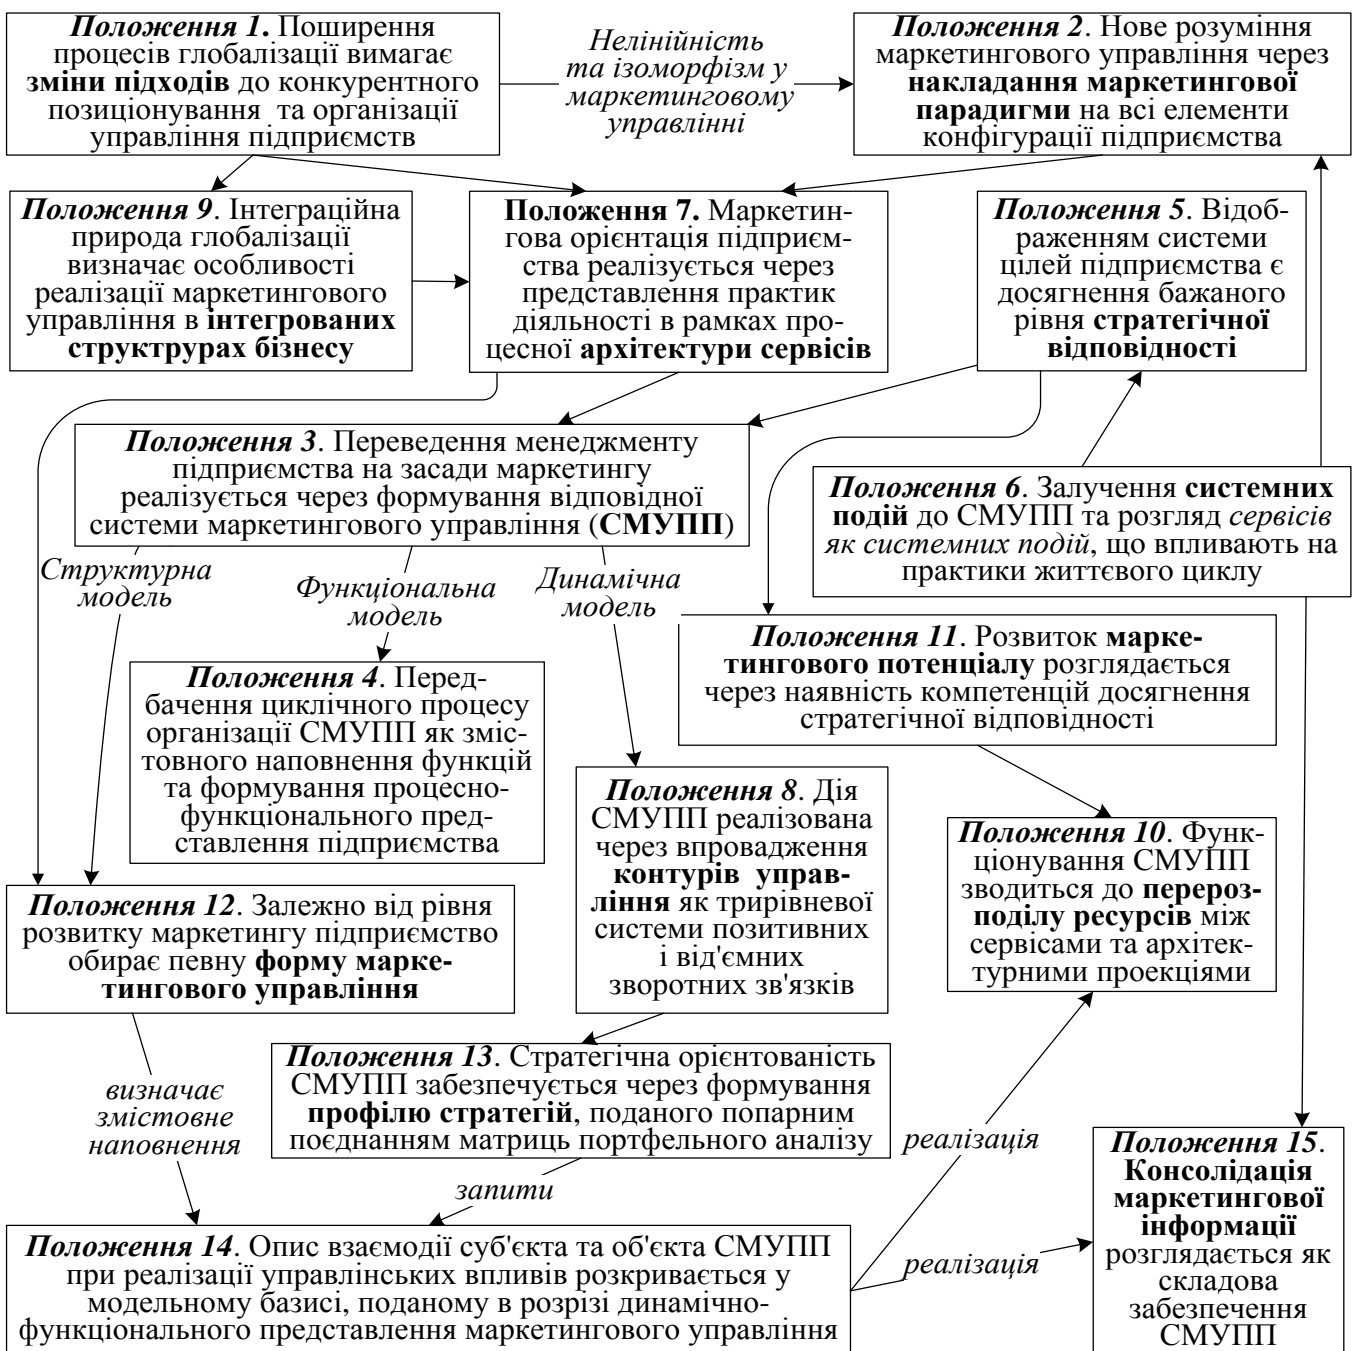 Положення 1. Поширення
процесів глобалізації вимагає
зміни підходів до конкурентного
позиціонування та організації
управління підприємств
Нелінійність
та ізоморфізм у
маркетинговому
управлінні
Положення 2. Нове розуміння
маркетингового управління через
накладання маркетингової
парадигми на всі елементи
конфігурації підприємства
Положення 9. Інтеграційна
природа глобалізації
визначає особливості
реалізації маркетингового
управління в інтегрованих
структрурах бізнесу
Положення 7. Маркетин-
гова орієнтація підприєм-
ства реалізується через
представлення практик
діяльності в рамках про-
цесної архітектури сервісів
Положення 5. Відоб-
раженням системи
цілей підприємства є
досягнення бажаного
рівня стратегічної
відповідності
Положення 3. Переведення менеджменту
підприємства на засади маркетингу
реалізується через формування відповідної
системи маркетингового управління (СМУПП)
Положення 6. Залучення системних
подій до СМУПП та розгляд сервісів
як системних подій, що впливають на
практики життєвого циклу
Структурна
модель
Функціональна
модель
Динамічна
модель
Положення 11. Розвиток марке-
тингового потенціалу розглядається
через наявність компетенцій досягнення
стратегічної відповідності
Положення 4. Перед-
бачення циклічного процесу
організації СМУПП як зміс-
товного наповнення функцій
та формування процесно-
функціонального пред-
ставлення підприємства
Положення 8. Дія
СМУПП реалізована
через впровадження
контурів управ-
ління як трирівневої
системи позитивних
і від'ємних
зворотних зв'язків
Положення 10. Функ-
ціонування СМУПП
зводиться до перероз-
поділу ресурсів між
сервісами та архітек-
турними проекціями
Положення 12. Залежно від рівня
розвитку маркетингу підприємство
обирає певну форму марке-
тингового управління
визначає
змістовне
наповнення
Положення 13. Стратегічна орієнтованість
СМУПП забезпечується через формування
профілю стратегій, поданого попарним
поєднанням матриць портфельного аналізу
запити
реалізація
реалізація
Положення 14. Опис взаємодії суб'єкта та об'єкта СМУПП
при реалізації управлінських впливів розкривається у
модельному базисі, поданому в розрізі динамічно-
функціонального представлення маркетингового управління
Положення 15.
Консолідація
маркетингової
інформації
розглядається як
складова
забезпечення
СМУПП